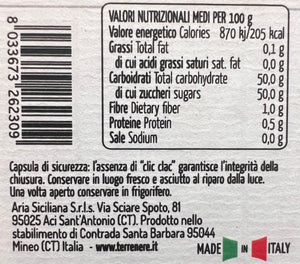 VALORI NUTRIZIONALI MEDI PER 100 g
Valore energetico Calories 870 kj/205 kcal
Grassi Total fat 0,1 g
di cui acidi grassi saturi sat. fat 0,0 g
Carboidrati Total carbohydrate 50,0 g
di cui zuccheri sugars 50,0 g
Fibre Dietary fiber 1,0 g
Proteine Protein 0,5 g
Sale Sodium 0,0 g
8 033673 262309
Capsula di sicurezza: l'assenza di "clic clac" garantisce l'integrità della
chiusura. Conservare in luogo fresco e asciutto al riparo dalla luce.
Una volta aperto conservare in frigorifero.
Aria Siciliana S.r.l.s. Via Sciare Spoto, 81
95025 Aci Sant'Antonio (CT). Prodotto nello
stabilimento di Contrada Santa Barbara 95044
Mineo (CT) Italia - www.terrenere.it
MADE IN ITALY